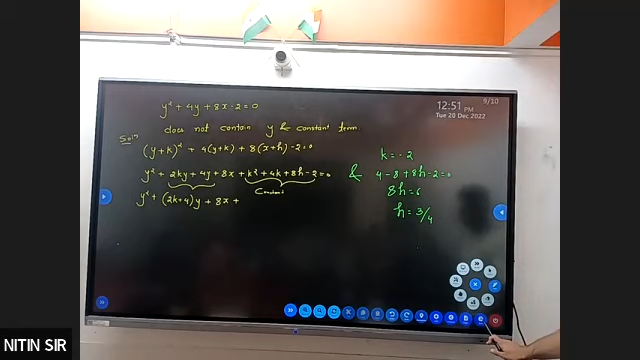 y² + 4y + 8x - 2 = 0
does not contain y & constant term.
Soln
(y+k)² + 4(y+k) + 8(x+h) - 2 = 0
y² + 2ky + 4y + 8x + k² + 4k + 8h - 2 = 0
Constant
y² + (2k+4)y + 8x +
k = -2
& 4 - 8 + 8h - 2 = 0
8h = 6
h = 3/4
12:51 PM
Tue 20 Dec 2022
9/10
NITIN SIR